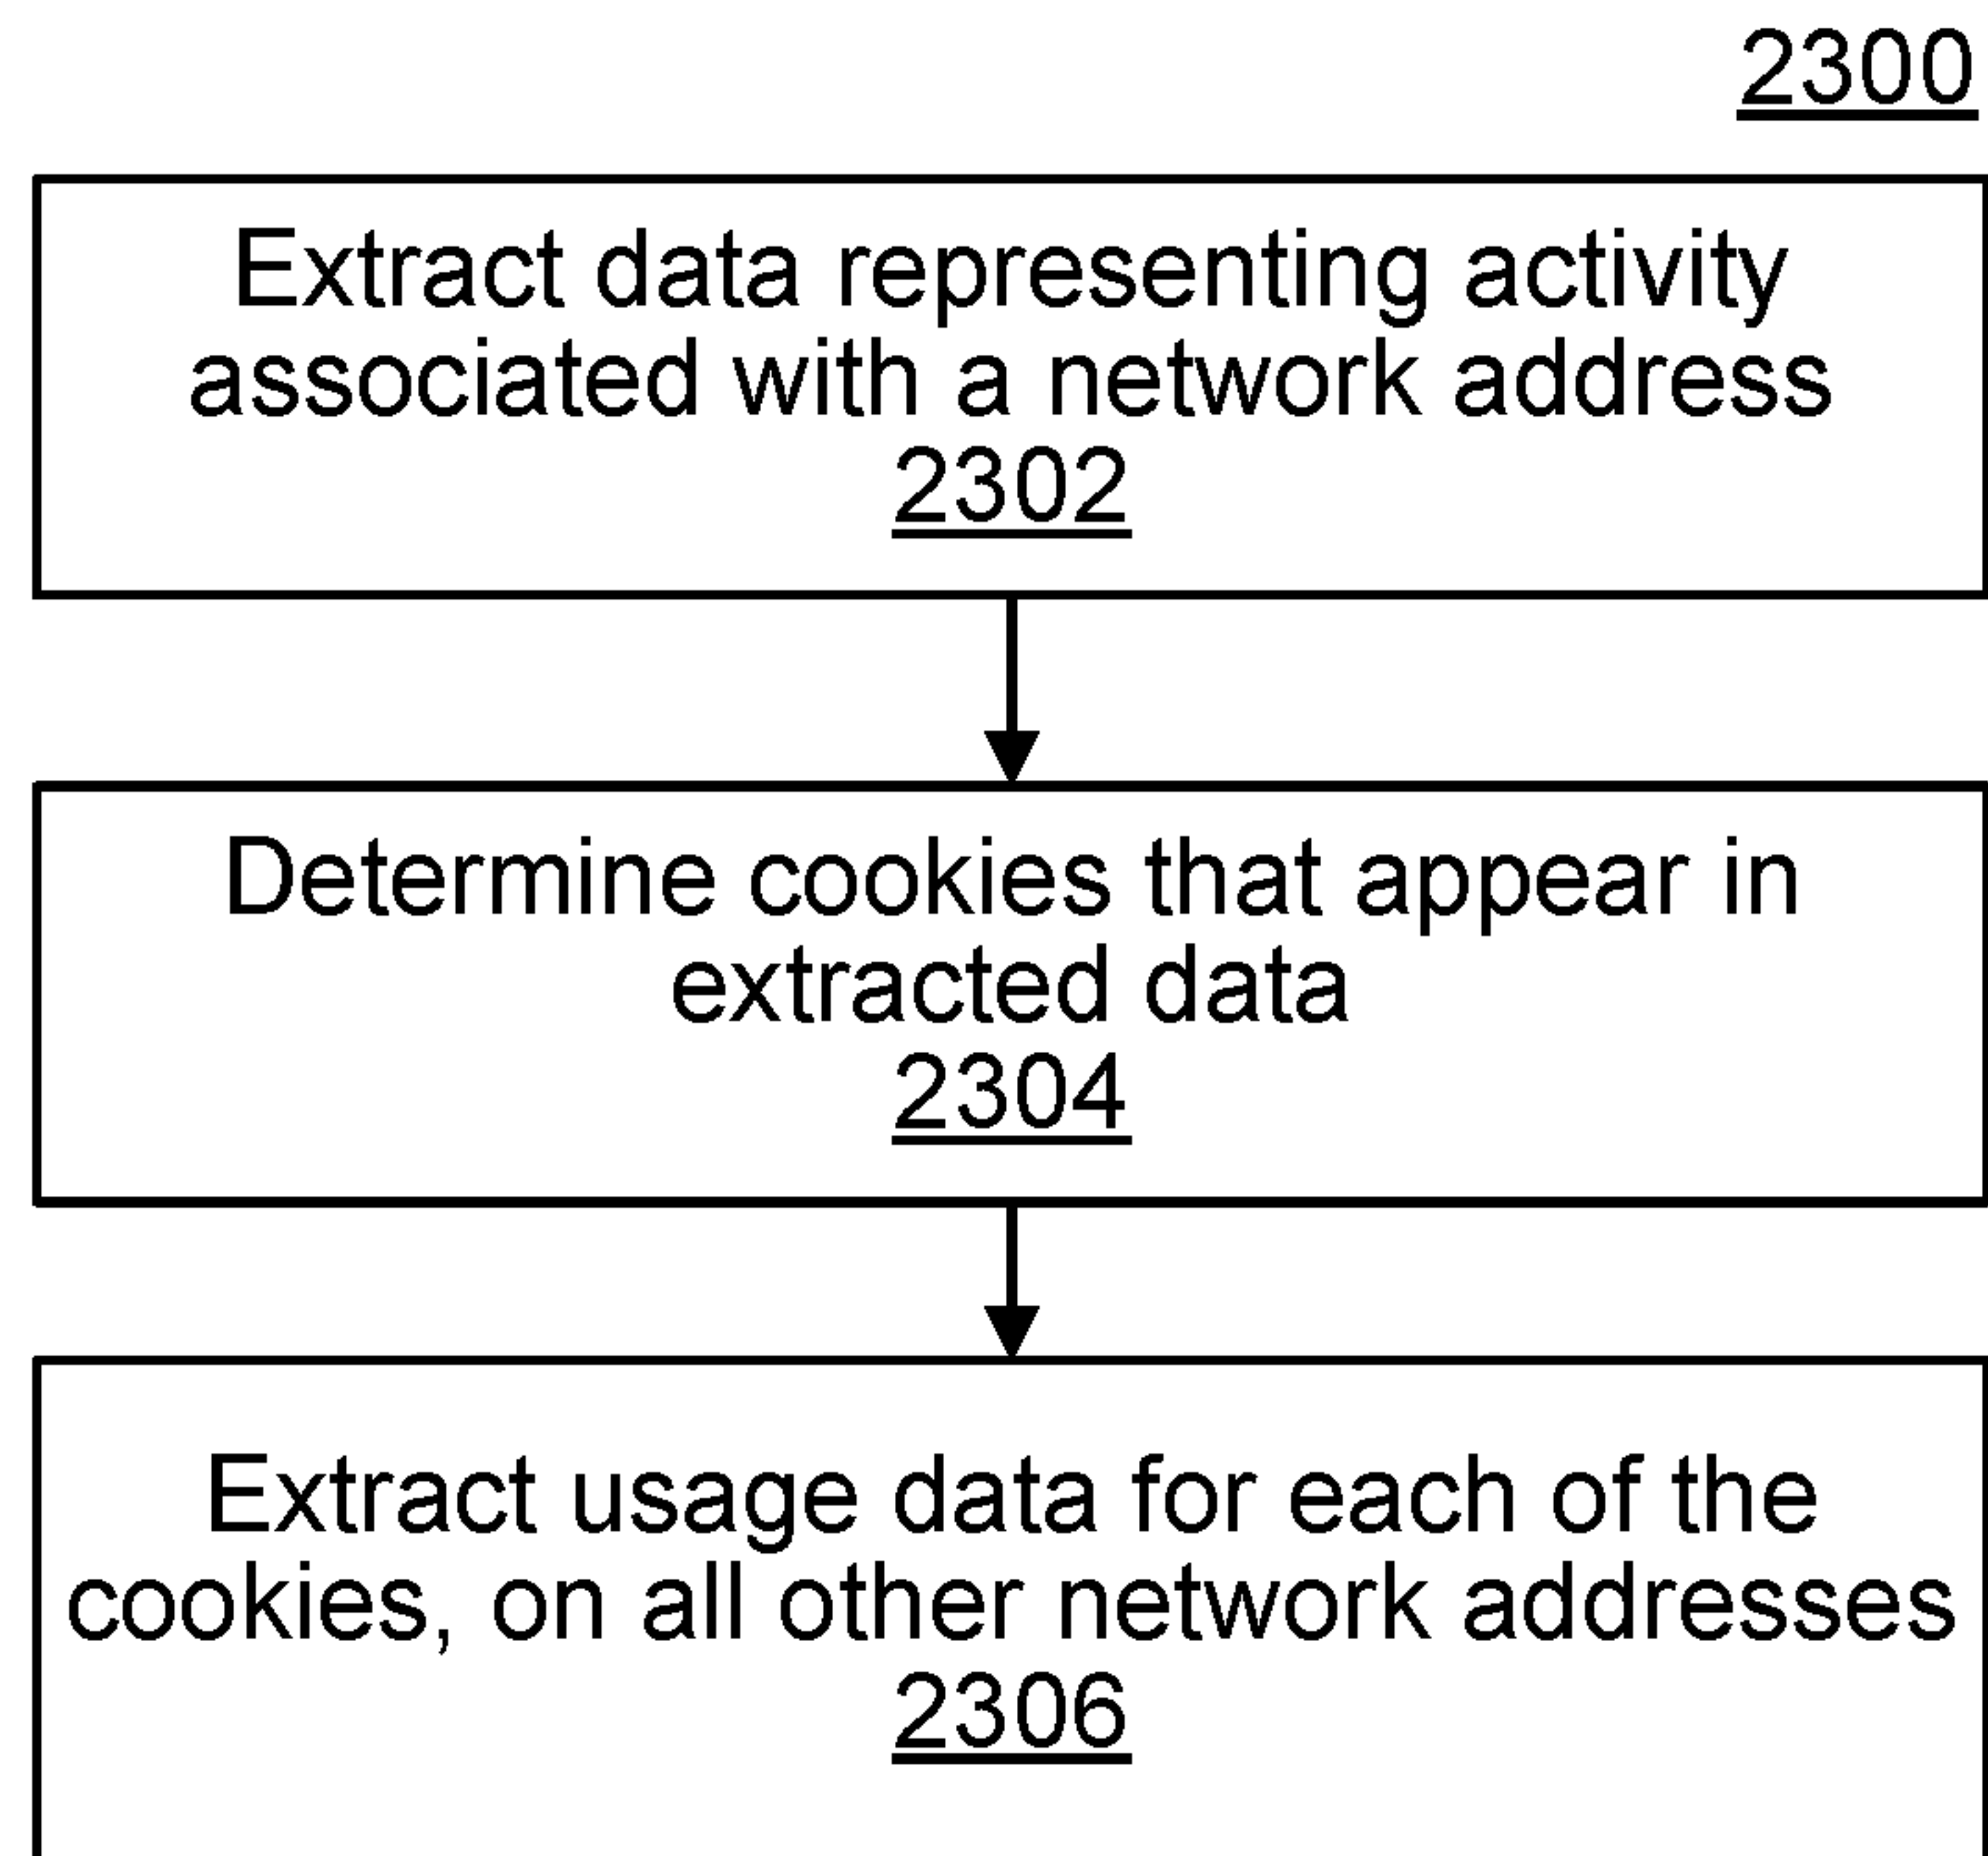 2300
Extract data representing activity
associated with a network address
2302
Determine cookies that appear in
extracted data
2304
Extract usage data for each of the
cookies, on all other network addresses
2306